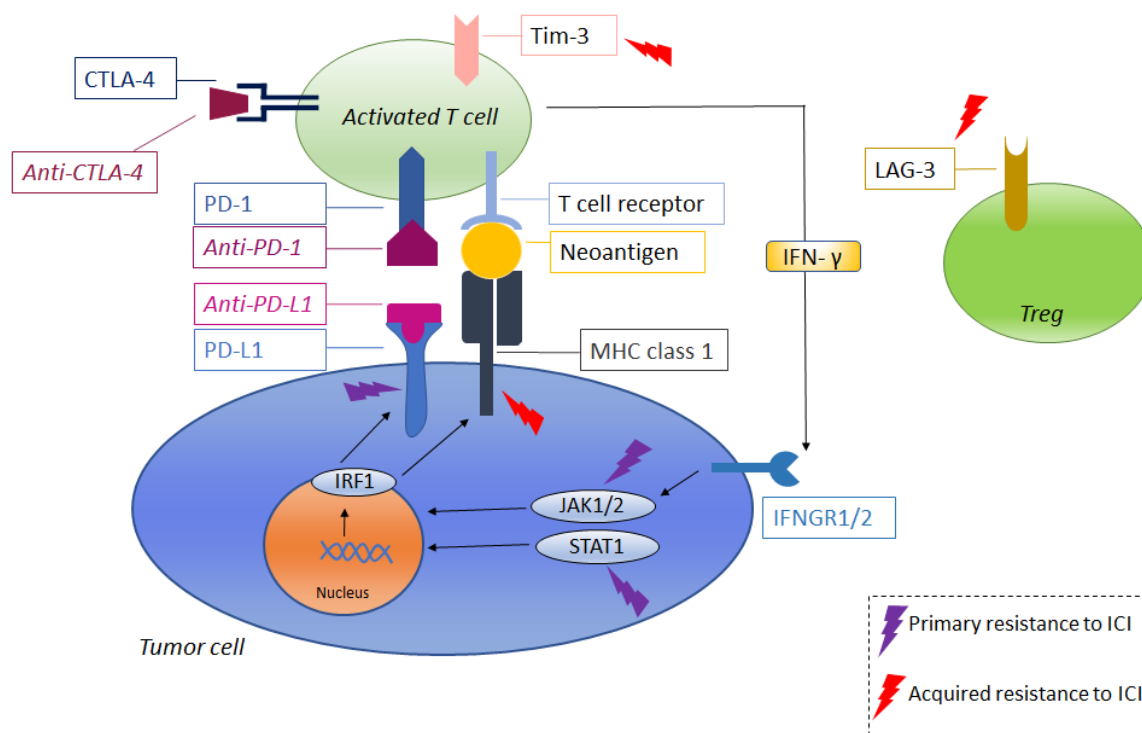 Tim-3
CTLA-4
Activated T cell
Anti-CTLA-4
LAG-3
PD-1
T cell receptor
Anti-PD-1
Neoantigen
IFN- γ
Anti-PD-L1
Treg
PD-L1
MHC class 1
IRF1
JAK1/2
IFNGR1/2
STAT1
Nucleus
Tumor cell
Primary resistance to ICI
Acquired resistance to ICI